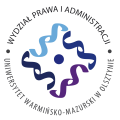 WYDZIAŁ PRAWA I ADMINISTRACJI
UNIWERSYTET WARMIŃSKO-MAZURSKI W OLSZTYNIE